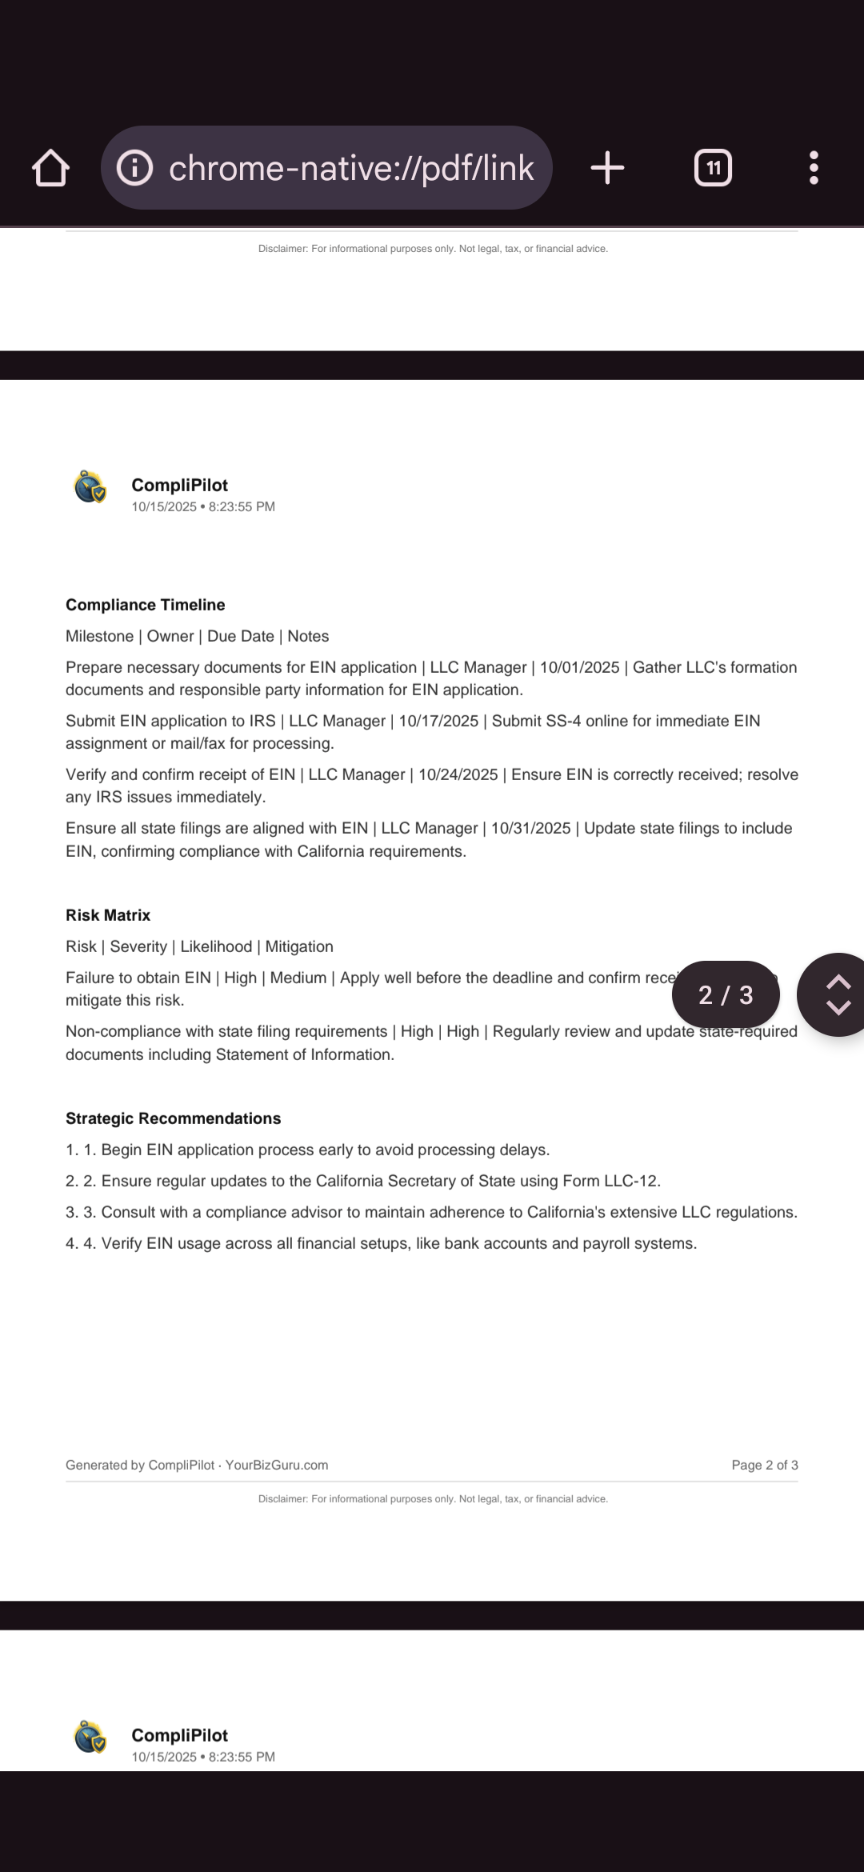 chrome-native://pdf/link
11
Disclaimer: For informational purposes only. Not legal, tax, or financial advice.
CompliPilot
10/15/2025 • 8:23:55 PM
Compliance Timeline
Milestone | Owner | Due Date | Notes
Prepare necessary documents for EIN application | LLC Manager | 10/01/2025 | Gather LLC's formation
documents and responsible party information for EIN application.
Submit EIN application to IRS | LLC Manager | 10/17/2025 | Submit SS-4 online for immediate EIN
assignment or mail/fax for processing.
Verify and confirm receipt of EIN | LLC Manager | 10/24/2025 | Ensure EIN is correctly received; resolve
any IRS issues immediately.
Ensure all state filings are aligned with EIN | LLC Manager | 10/31/2025 | Update state filings to include
EIN, confirming compliance with California requirements.
Risk Matrix
Risk | Severity | Likelihood | Mitigation
Failure to obtain EIN | High | Medium | Apply well before the deadline and confirm
2 / 3
mitigate this risk.
Non-compliance with state filing requirements | High | High | Regularly review and update state-required
documents including Statement of Information.
Strategic Recommendations
1. 1. Begin EIN application process early to avoid processing delays.
2. 2. Ensure regular updates to the California Secretary of State using Form LLC-12.
3. 3. Consult with a compliance advisor to maintain adherence to California's extensive LLC regulations.
4. 4. Verify EIN usage across all financial setups, like bank accounts and payroll systems.
Generated by CompliPilot · YourBizGuru.com
Page 2 of 3
Disclaimer: For informational purposes only. Not legal, tax, or financial advice.
CompliPilot
10/15/2025 • 8:23:55 PM